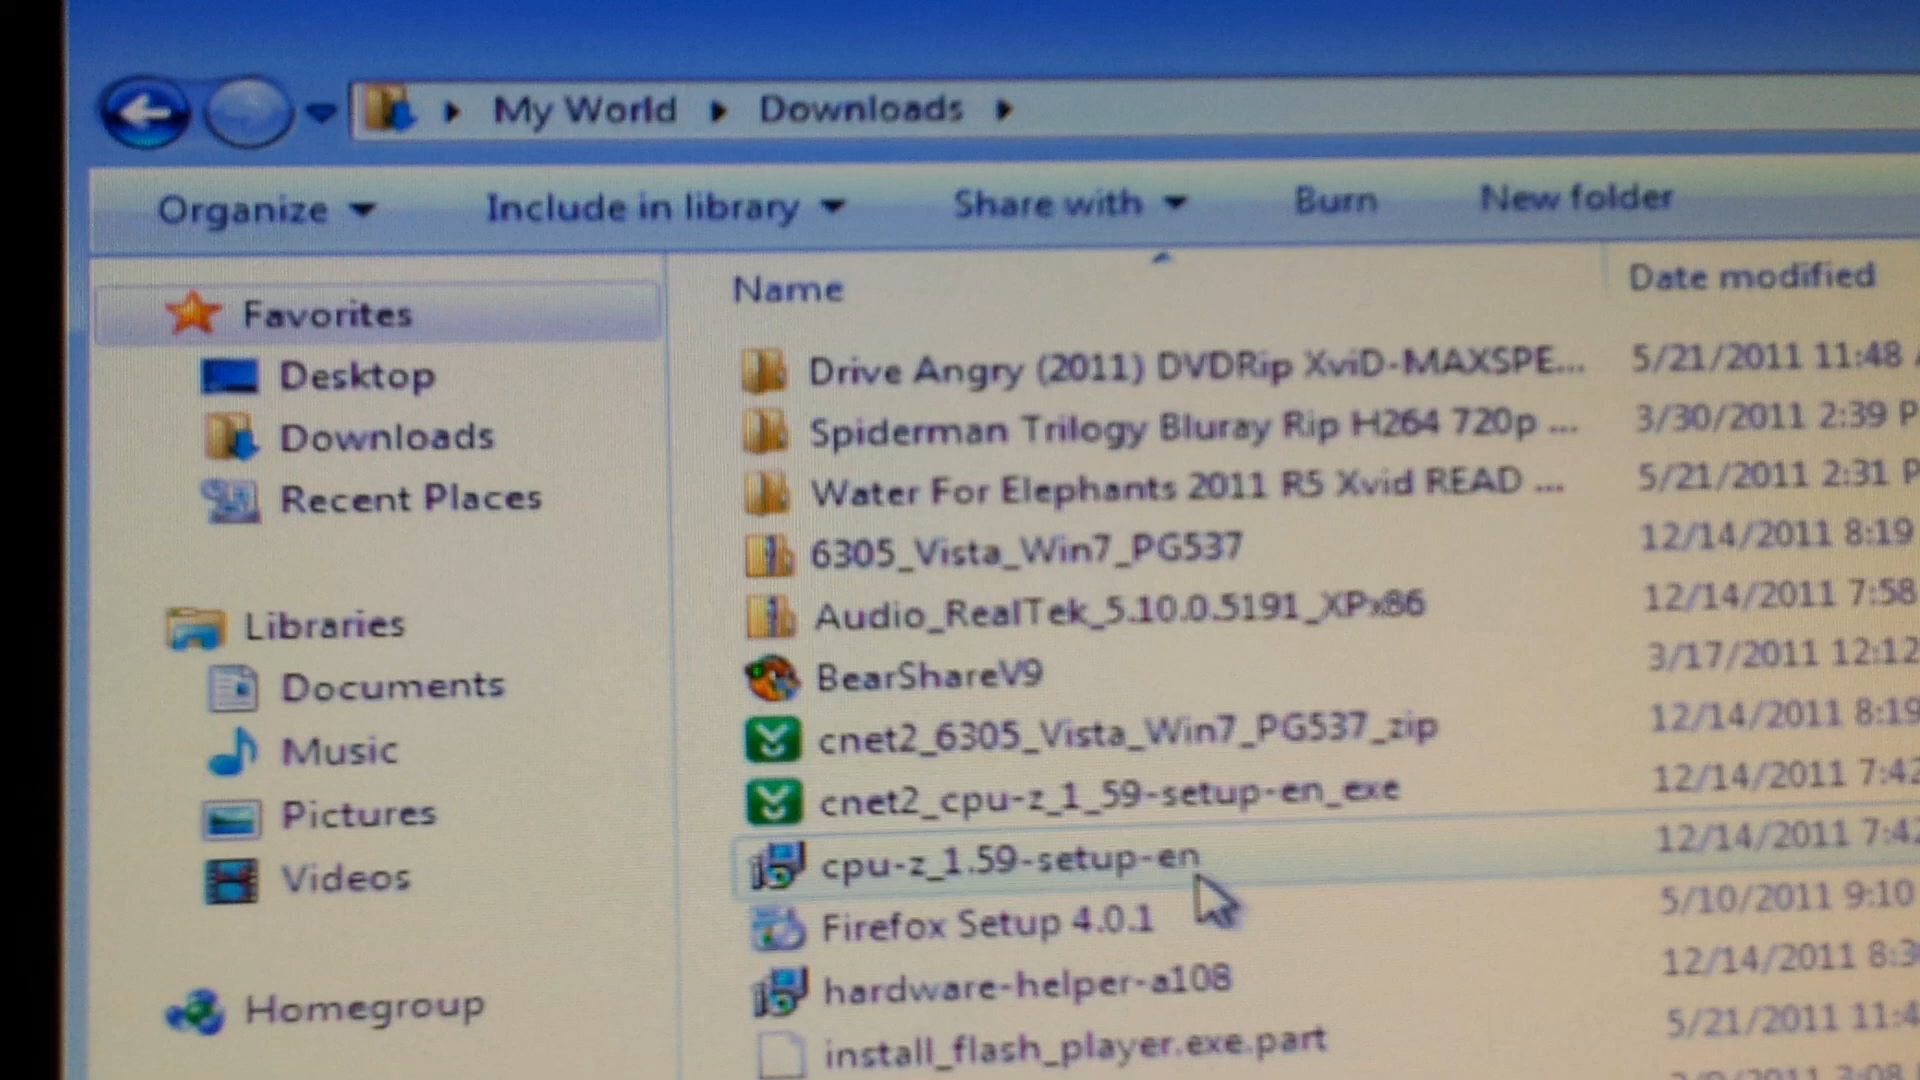 My World Downloads
Organize Include in library Share with Burn New folder
Name Date modified
Favorites
Desktop
Downloads
Recent Places
Libraries
Documents
Music
Pictures
Videos
Homegroup
Drive Angry (2011) DVDRip XviD-MAXSPE... 5/21/2011 11:48
Spiderman Trilogy Bluray Rip H264 720p ... 3/30/2011 2:39 P
Water For Elephants 2011 R5 Xvid READ ... 5/21/2011 2:31 P
6305_Vista_Win7_PG537 12/14/2011 8:19
Audio_RealTek_5.10.0.5191_XPx86 12/14/2011 7:58
BearShareV9 3/17/2011 12:12
cnet2_6305_Vista_Win7_PG537_zip 12/14/2011 8:19
cnet2_cpu-z_1_59-setup-en_exe 12/14/2011 7:42
cpu-z_1.59-setup-en 12/14/2011 7:42
Firefox Setup 4.0.1 5/10/2011 9:10
hardware-helper-a108 12/14/2011 8:3
install_flash_player.exe.part 5/21/2011 11:4